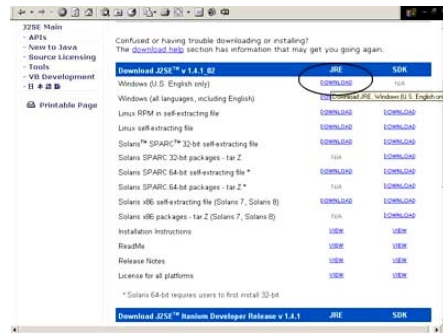 J2SE Main
- APIs
- New to Java
- Source Licensing
- Tools
- VB Development
Printable Page
Confused or having trouble downloading or installing?
The download help section has information that may get you going again.
Download J2SE™ v 1.4.1_02 JRE SDK
Windows (U.S. English only) DOWNLOAD N/A
Windows (all languages, including English) Download JRE, Windows (U.S. English on
Linux RPM in self-extracting file DOWNLOAD DOWNLOAD
Linux self-extracting file DOWNLOAD DOWNLOAD
Solaris™ SPARC™ 32-bit self-extracting file DOWNLOAD DOWNLOAD
Solaris SPARC 32-bit packages - tar.Z N/A DOWNLOAD
Solaris SPARC 64-bit self-extracting file * DOWNLOAD DOWNLOAD
Solaris SPARC 64-bit packages - tar.Z * N/A DOWNLOAD
Solaris x86 self-extracting file (Solaris 7, Solaris 8) DOWNLOAD DOWNLOAD
Solaris x86 packages - tar.Z (Solaris 7, Solaris 8) N/A DOWNLOAD
Installation Instructions VIEW VIEW
ReadMe VIEW VIEW
Release Notes VIEW VIEW
License for all platforms VIEW VIEW
* Solaris 64-bit requires users to first install 32-bit
Download J2SE™ Itanium Developer Release v 1.4.1 JRE SDK